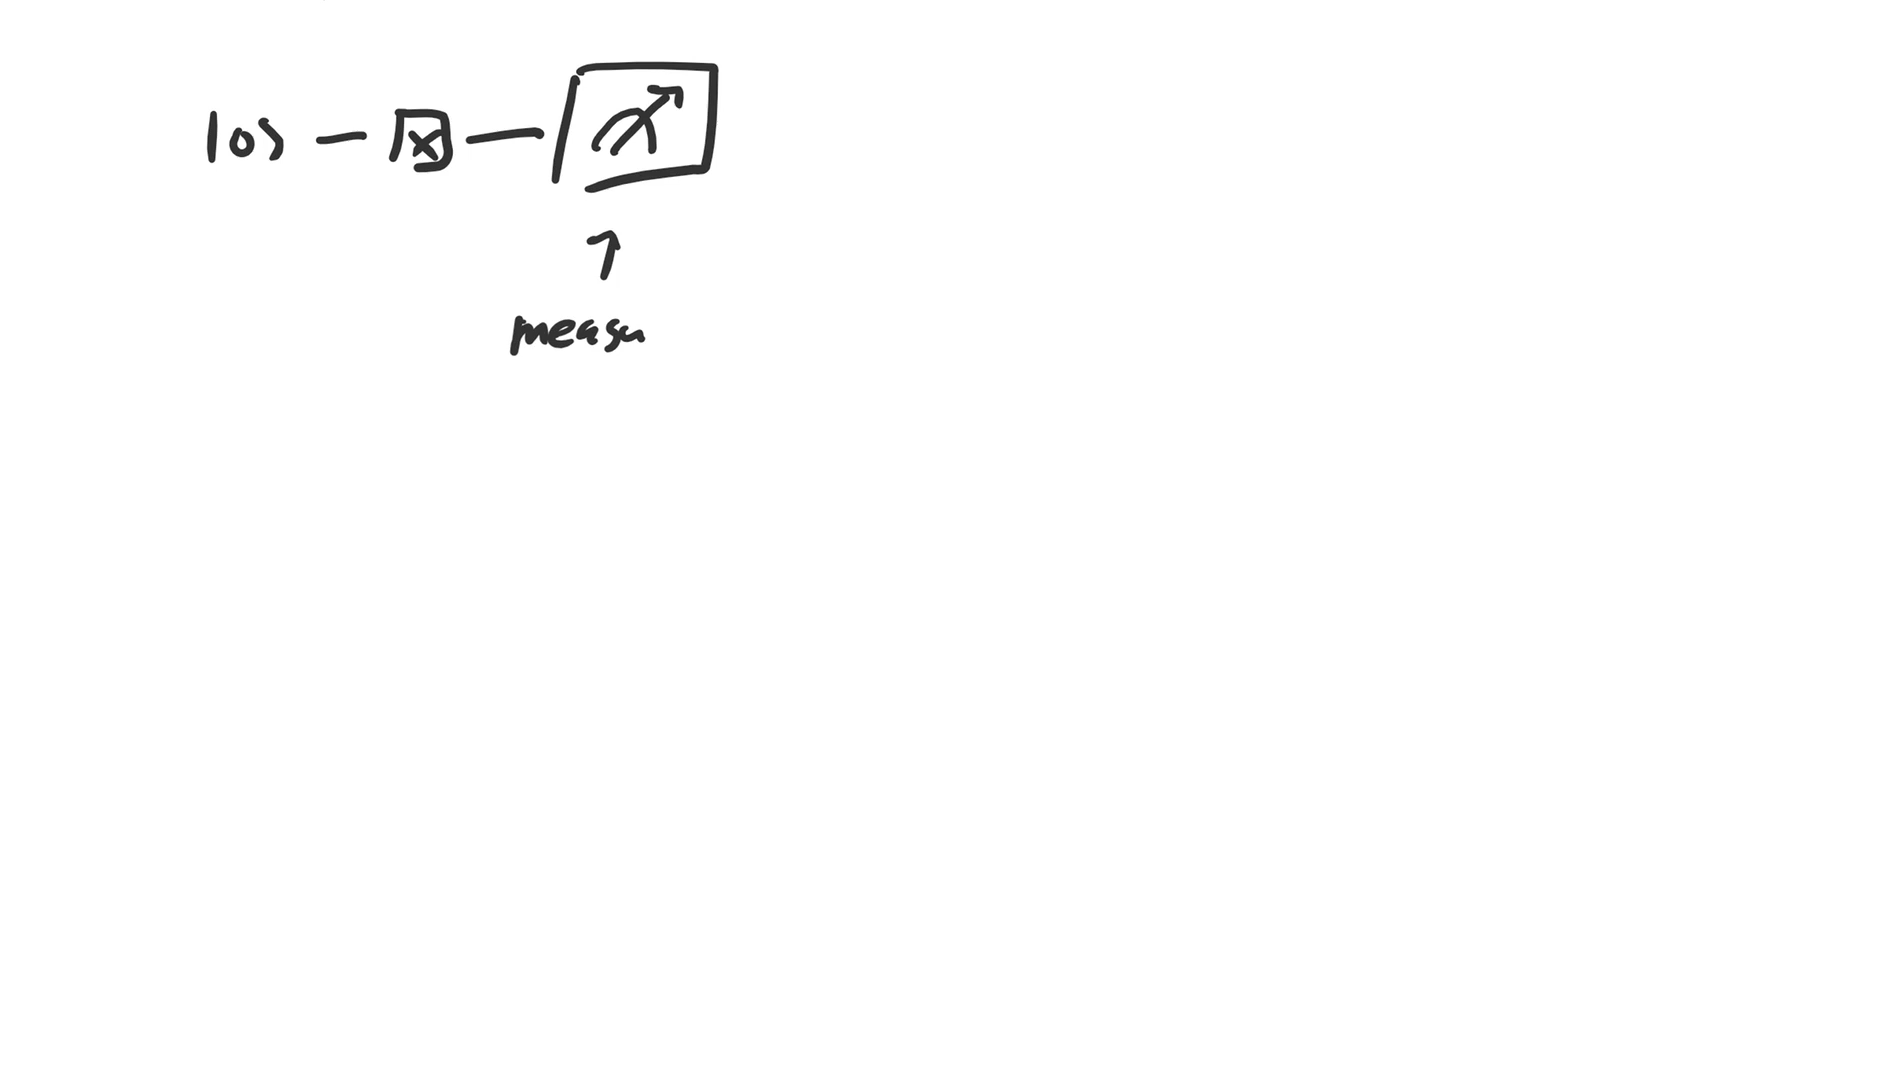 |0⟩ — X —
measu